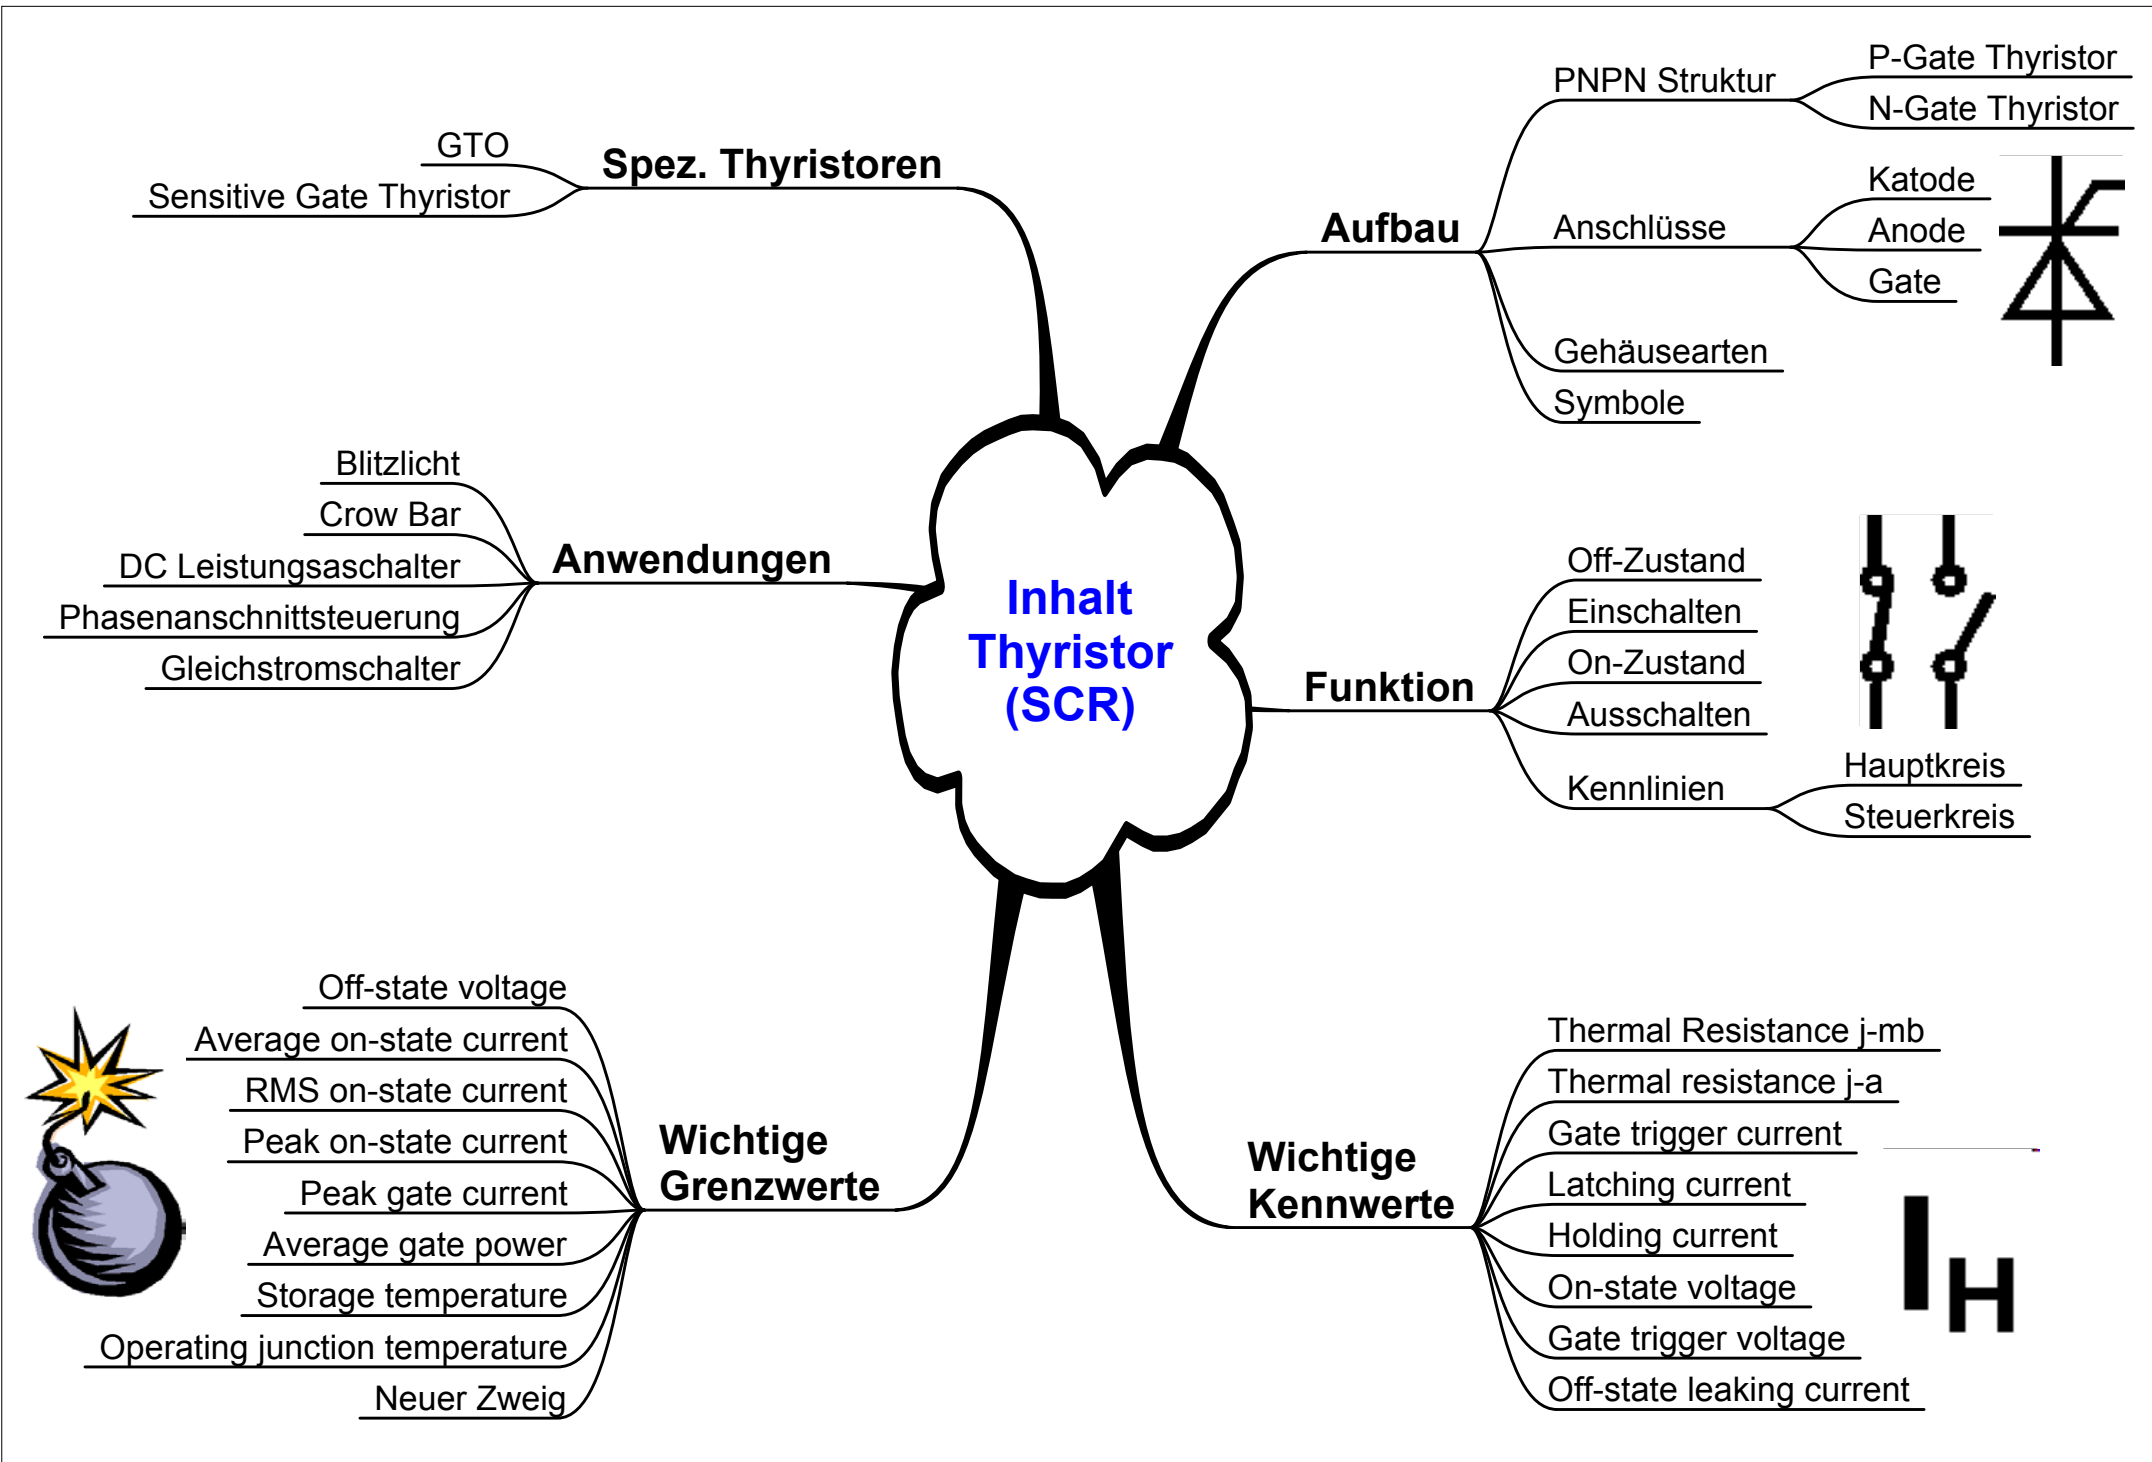 Inhalt
Thyristor
(SCR)
Aufbau
PNPN Struktur
P-Gate Thyristor
N-Gate Thyristor
Anschlüsse
Katode
Anode
Gate
Gehäusearten
Symbole
Funktion
Off-Zustand
Einschalten
On-Zustand
Ausschalten
Kennlinien
Hauptkreis
Steuerkreis
Wichtige
Kennwerte
Thermal Resistance j-mb
Thermal resistance j-a
Gate trigger current
Latching current
Holding current
On-state voltage
Gate trigger voltage
Off-state leaking current
IH
Wichtige
Grenzwerte
Off-state voltage
Average on-state current
RMS on-state current
Peak on-state current
Peak gate current
Average gate power
Storage temperature
Operating junction temperature
Neuer Zweig
Anwendungen
Blitzlicht
Crow Bar
DC Leistungsaschalter
Phasenanschnittsteuerung
Gleichstromschalter
Spez. Thyristoren
GTO
Sensitive Gate Thyristor